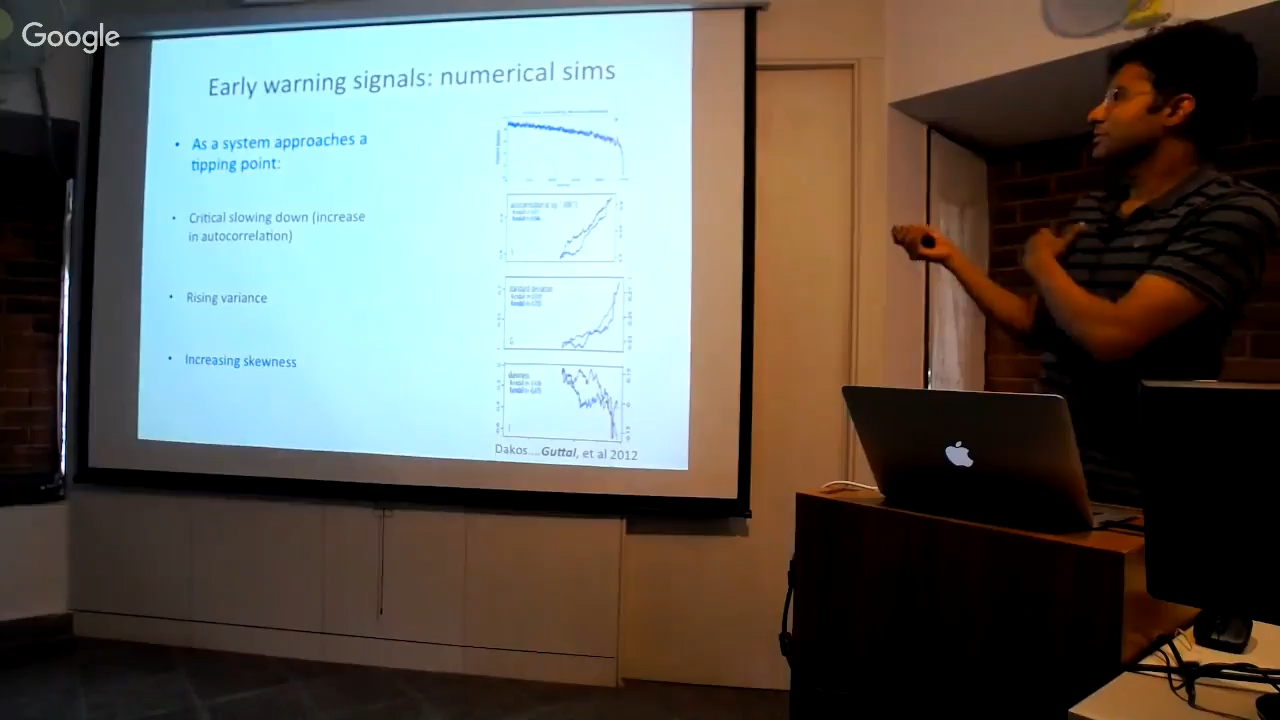 Google
Early warning signals: numerical sims
• As a system approaches a
tipping point:
• Critical slowing down (increase
in autocorrelation)
• Rising variance
• Increasing skewness
Dakos....Guttal, et al 2012